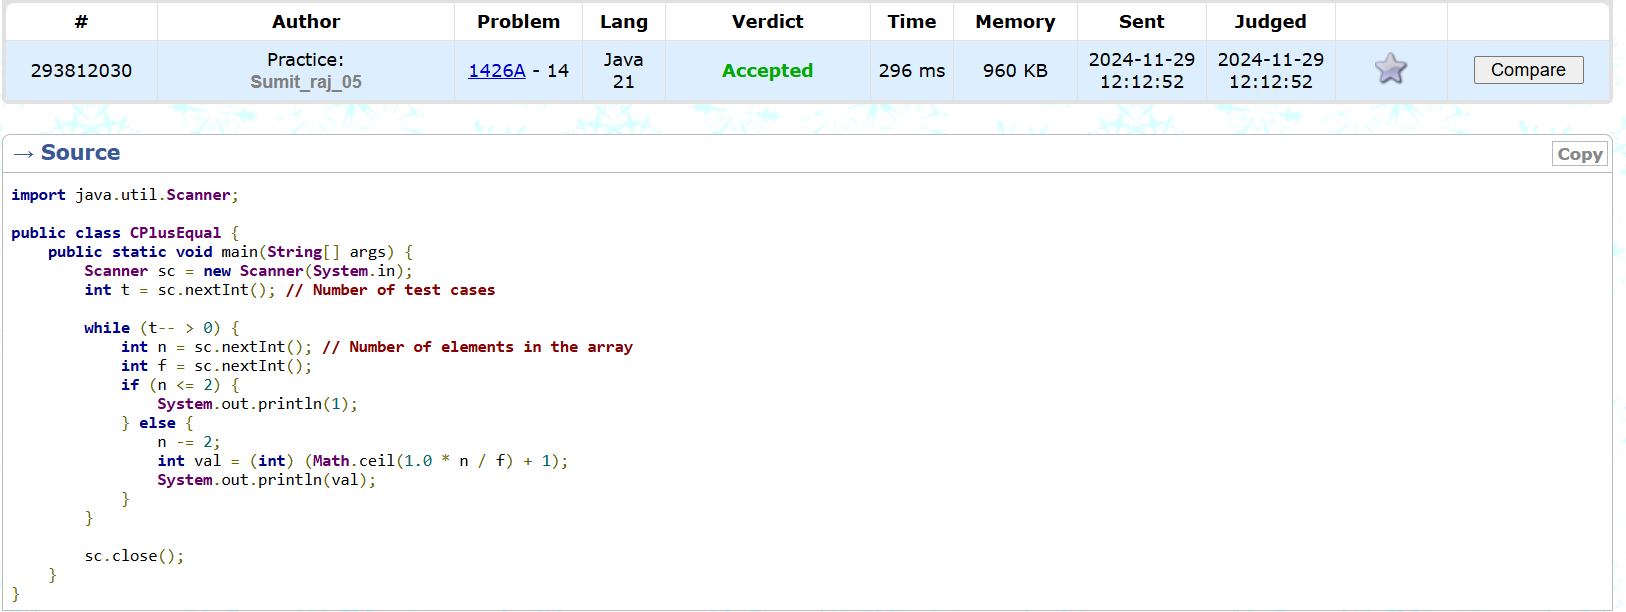 # Author Problem Lang Verdict Time Memory Sent Judged
293812030 Practice: Sumit_raj_05 1426A - 14 Java 21 Accepted 296 ms 960 KB 2024-11-29 12:12:52 2024-11-29 12:12:52 Compare
→ Source Copy
import java.util.Scanner;
public class CPlusEqual {
    public static void main(String[] args) {
        Scanner sc = new Scanner(System.in);
        int t = sc.nextInt(); // Number of test cases
        while (t-- > 0) {
            int n = sc.nextInt(); // Number of elements in the array
            int f = sc.nextInt();
            if (n <= 2) {
                System.out.println(1);
            } else {
                n -= 2;
                int val = (int) (Math.ceil(1.0 * n / f) + 1);
                System.out.println(val);
            }
        }
        sc.close();
    }
}